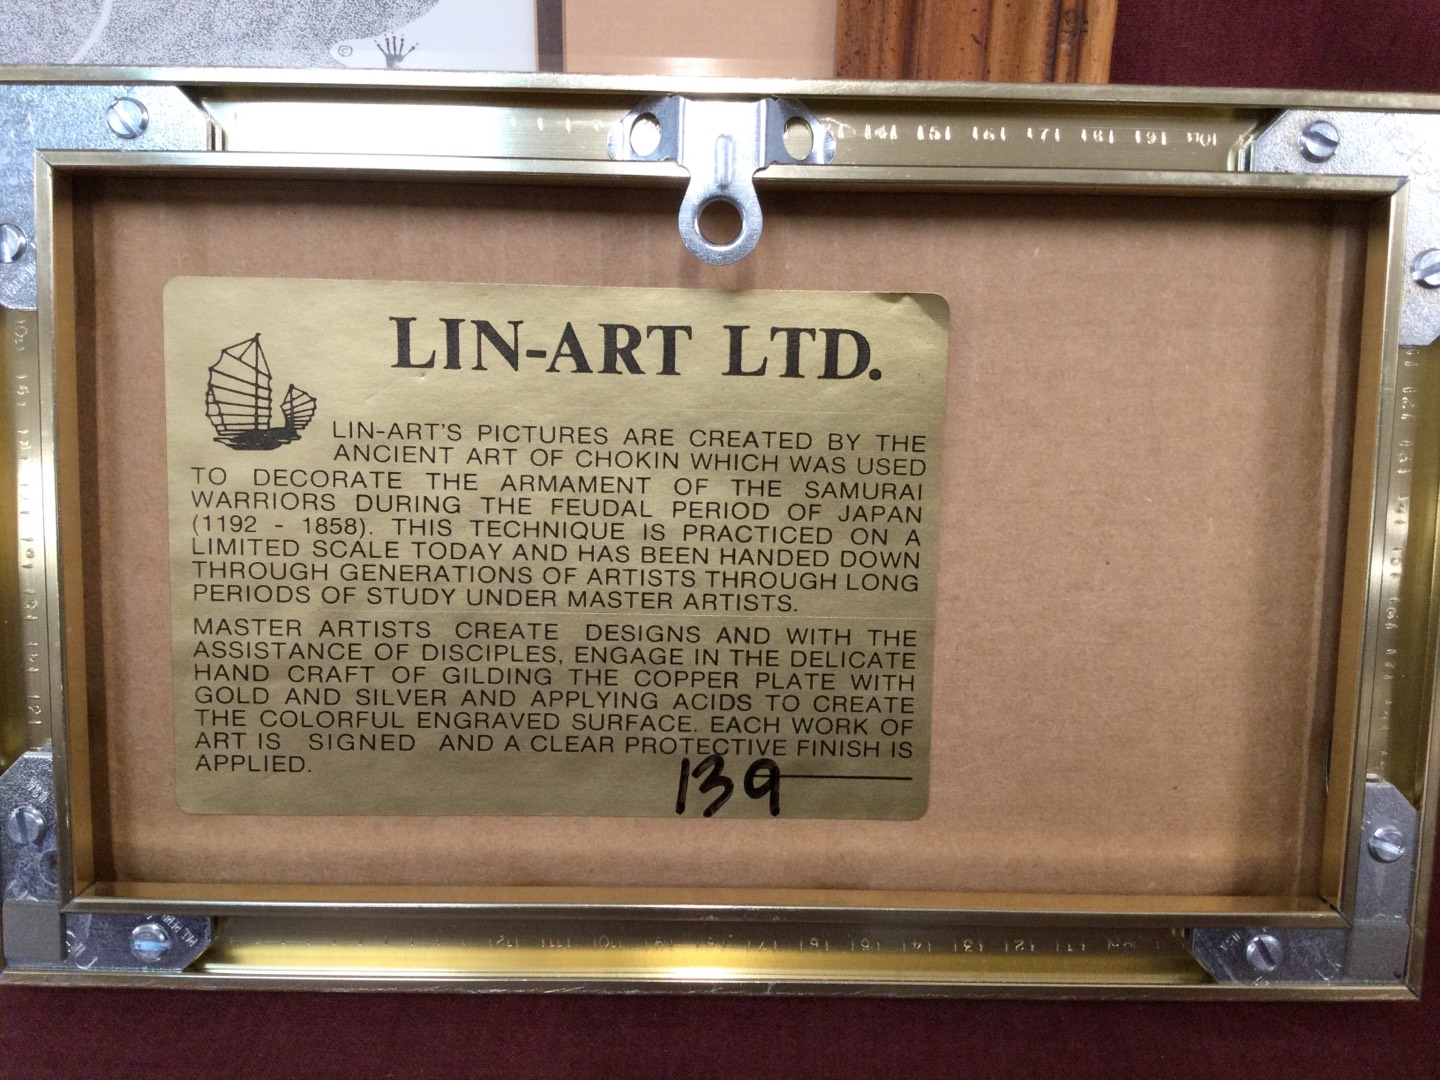 ©
LIN-ART LTD.
LIN-ART'S PICTURES ARE CREATED BY THE
ANCIENT ART OF CHOKIN WHICH WAS USED
TO DECORATE THE ARMAMENT OF THE SAMURAI
WARRIORS DURING THE FEUDAL PERIOD OF JAPAN
(1192 - 1858). THIS TECHNIQUE IS PRACTICED ON A
LIMITED SCALE TODAY AND HAS BEEN HANDED DOWN
THROUGH GENERATIONS OF ARTISTS THROUGH LONG
PERIODS OF STUDY UNDER MASTER ARTISTS.
MASTER ARTISTS CREATE DESIGNS AND WITH THE
ASSISTANCE OF DISCIPLES, ENGAGE IN THE DELICATE
HAND CRAFT OF GILDING THE COPPER PLATE WITH
GOLD AND SILVER AND APPLYING ACIDS TO CREATE
THE COLORFUL ENGRAVED SURFACE. EACH WORK OF
ART IS SIGNED AND A CLEAR PROTECTIVE FINISH IS
APPLIED.
139